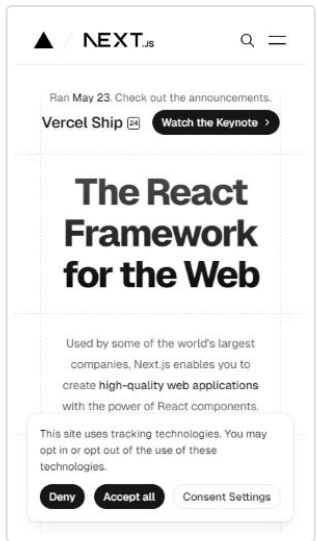 NEXT.JS
Ran May 23. Check out the announcements.
Vercel Ship 24 Watch the Keynote
The React
Framework
for the Web
Used by some of the world's largest
companies, Next.js enables you to
create high-quality web applications
with the power of React components.
This site uses tracking technologies. You may
opt in or opt out of the use of these
technologies.
Deny Accept all Consent Settings